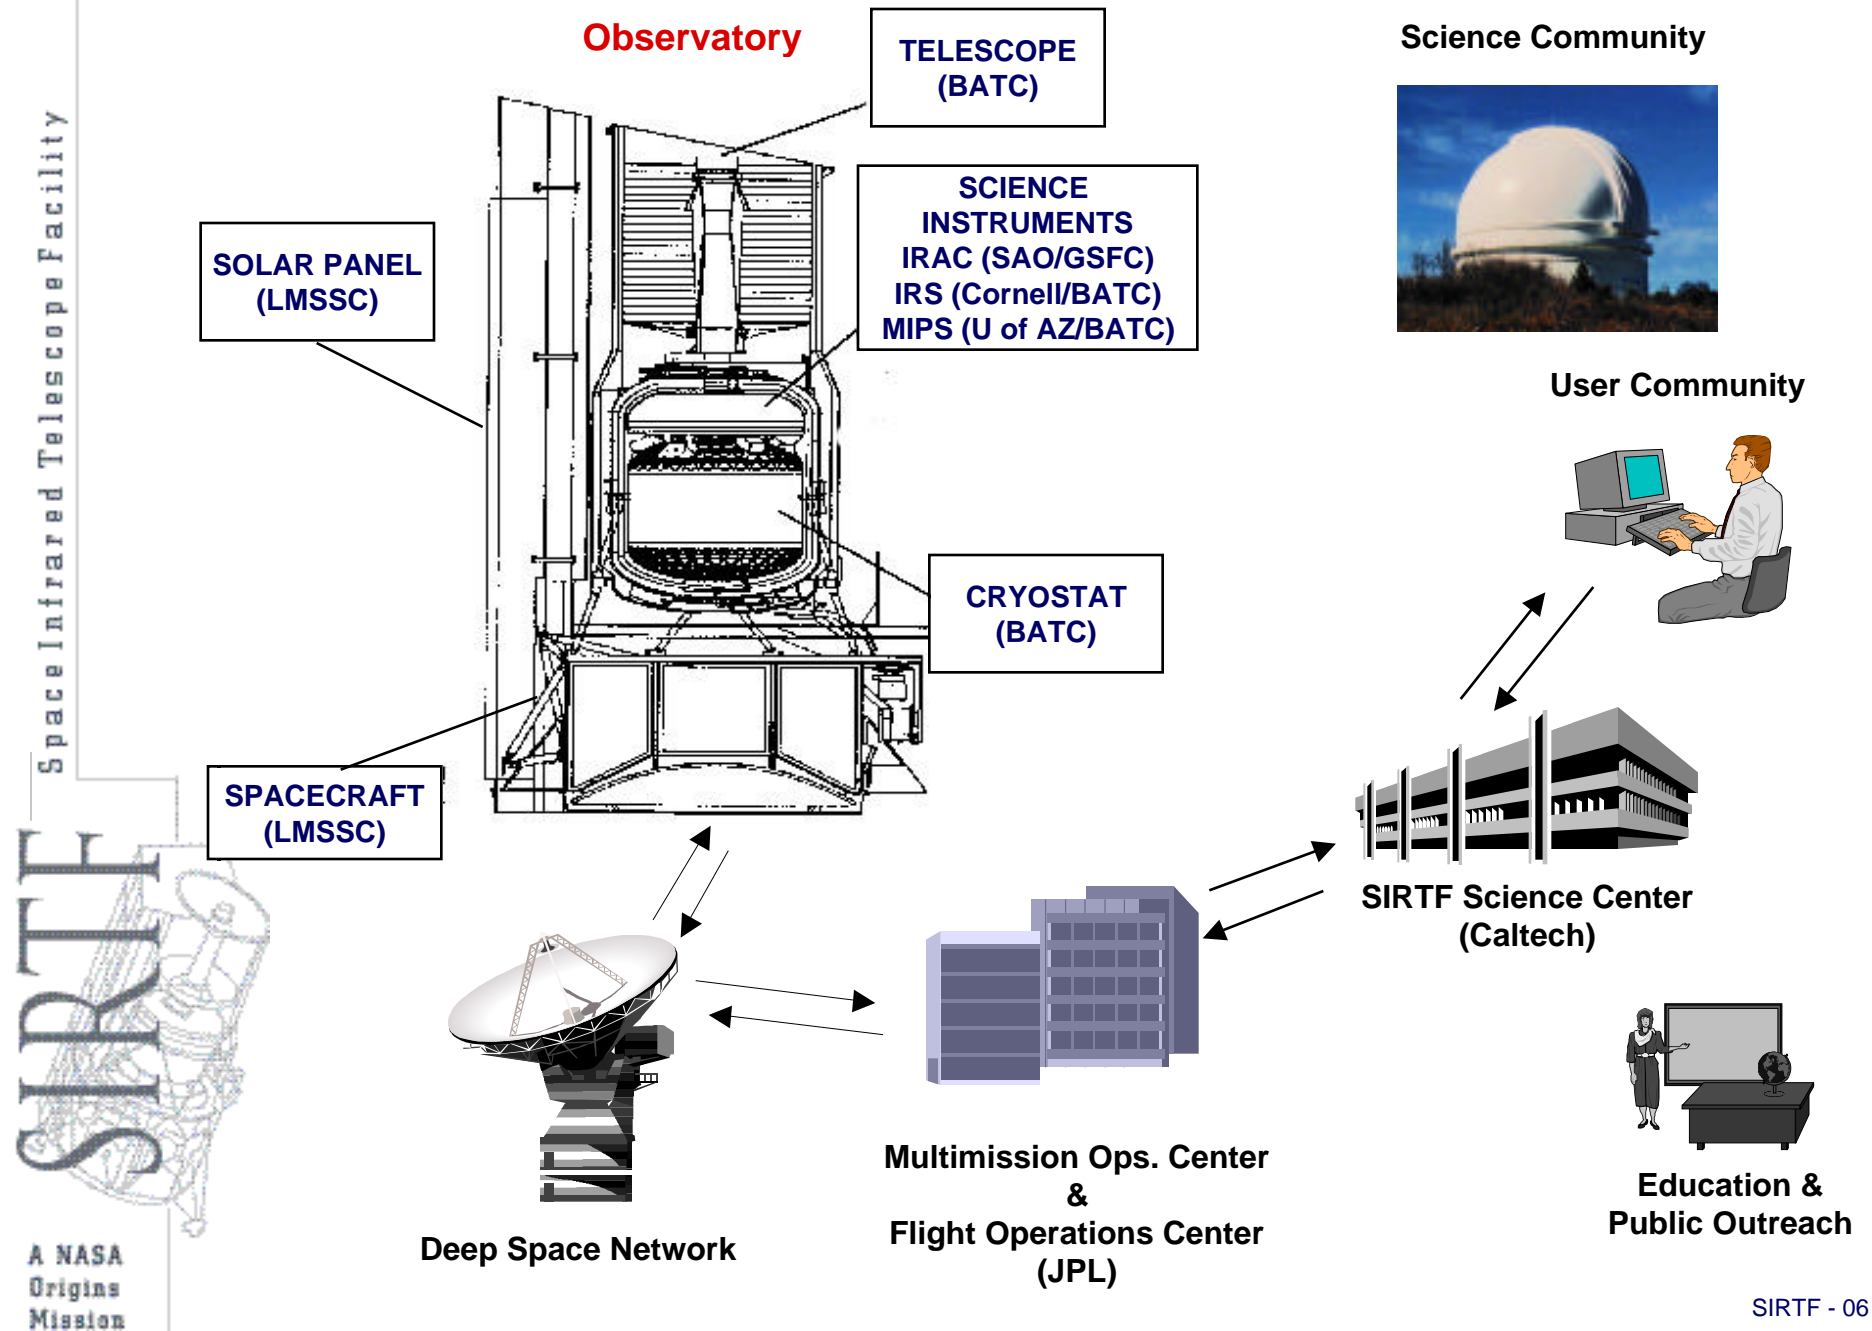 Observatory
TELESCOPE
(BATC)
Science Community
SCIENCE
INSTRUMENTS
IRAC (SAO/GSFC)
IRS (Cornell/BATC)
MIPS (U of AZ/BATC)
SOLAR PANEL
(LMSSC)
User Community
CRYOSTAT
(BATC)
SPACECRAFT
(LMSSC)
SIRTF Science Center
(Caltech)
Multimission Ops. Center
&
Flight Operations Center
(JPL)
Deep Space Network
Education &
Public Outreach
Space Infrared Telescope Facility
SIRTF
A NASA
Origins
Mission
SIRTF - 06